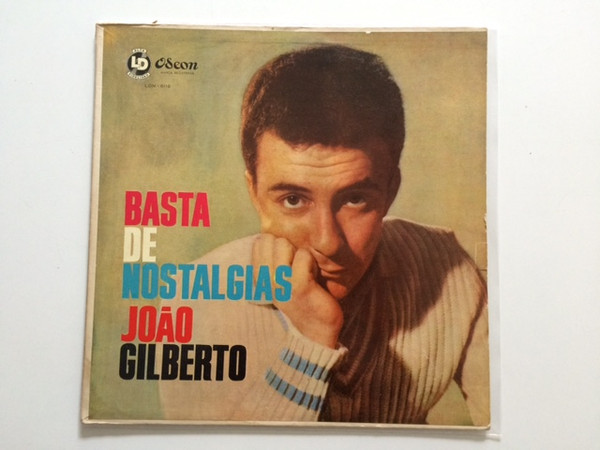 LD Odeon
BASTA
DE
NOSTALGIAS
JOÃO
GILBERTO